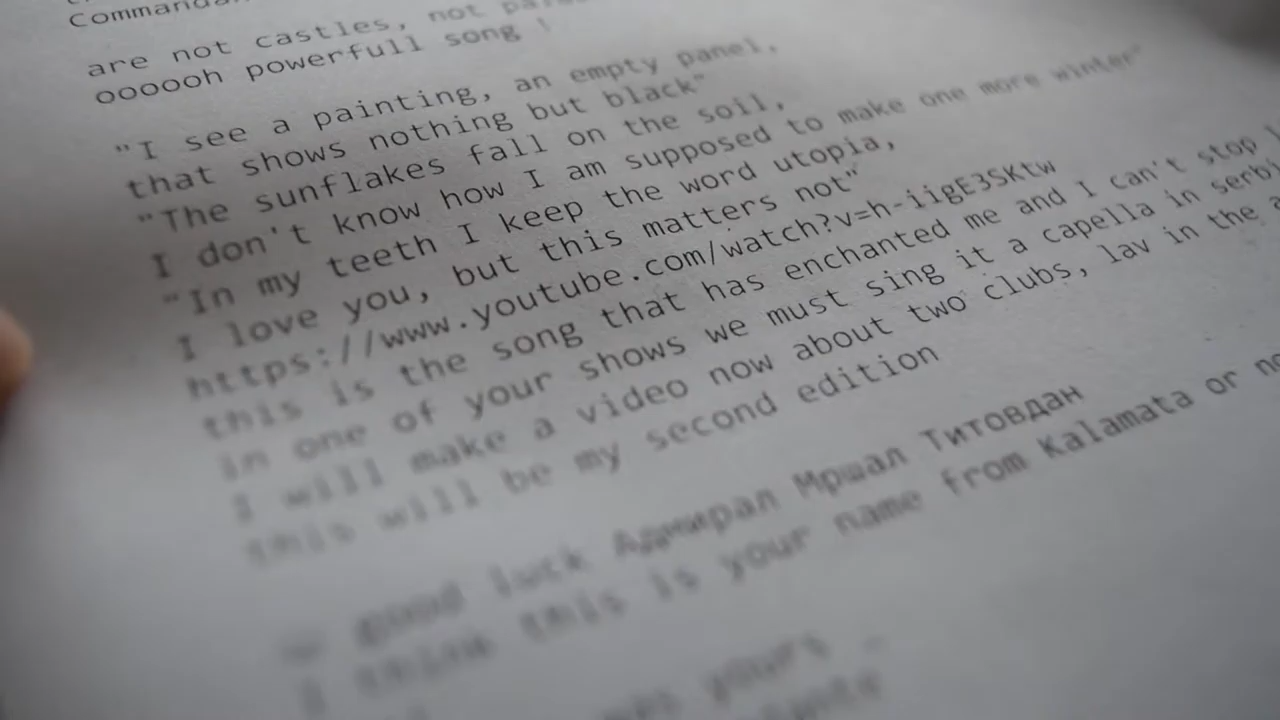 Commandan
are not castles, not
ooooh powerfull song !
"I see a painting, an empty panel,
that shows nothing but black"
"The sunflakes fall on the soil,
I don't know how I am supposed to make one more winter"
"In my teeth I keep the word utopia,
I love you, but this matters not"
https://www.youtube.com/watch?v=h-iigE3SKtw
this is the song that has enchanted me and I can't stop
in one of your shows we must sing it a capella in serbi
I will make a video now about two clubs, lav in the a
this will be my second edition
good luck Адмирал Мршал Титовдан
I think this is your name from Kalamata or no
yours